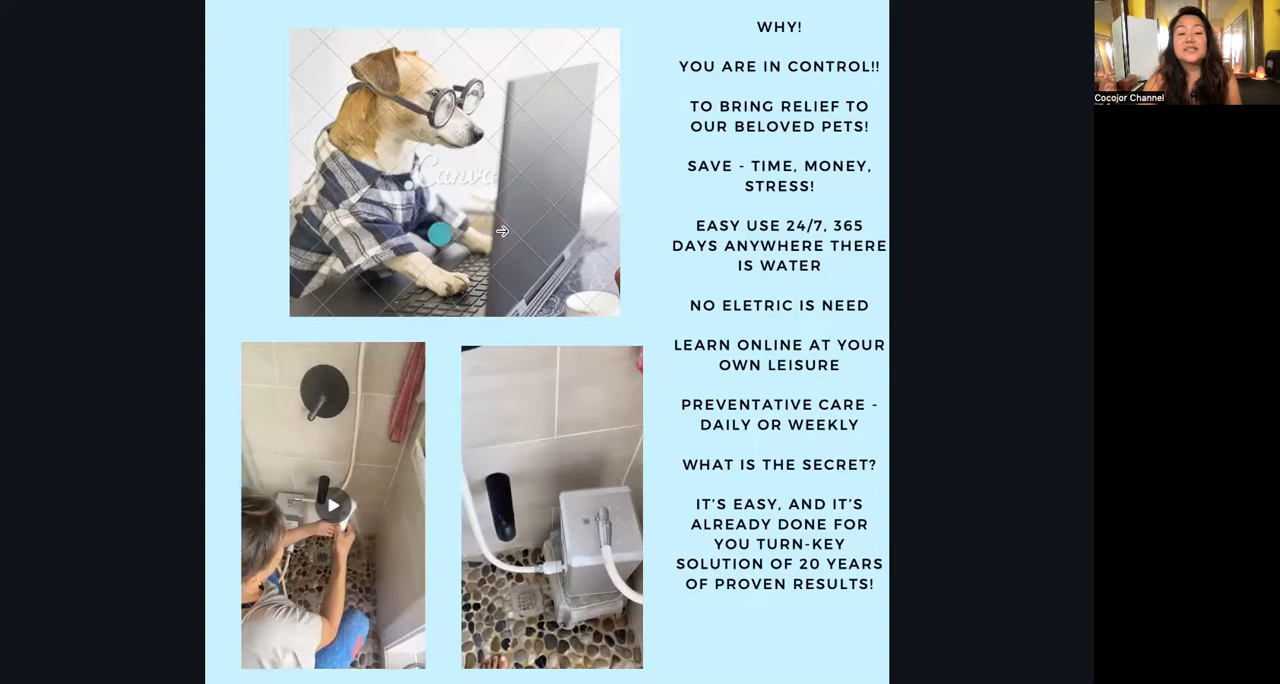 WHY!
YOU ARE IN CONTROL!!
TO BRING RELIEF TO
OUR BELOVED PETS!
SAVE - TIME, MONEY,
STRESS!
EASY USE 24/7, 365
DAYS ANYWHERE THERE
IS WATER
NO ELETRIC IS NEED
LEARN ONLINE AT YOUR
OWN LEISURE
PREVENTATIVE CARE -
DAILY OR WEEKLY
WHAT IS THE SECRET?
IT'S EASY, AND IT'S
ALREADY DONE FOR
YOU TURN-KEY
SOLUTION OF 20 YEARS
OF PROVEN RESULTS!
Canva
Cocojor Channel